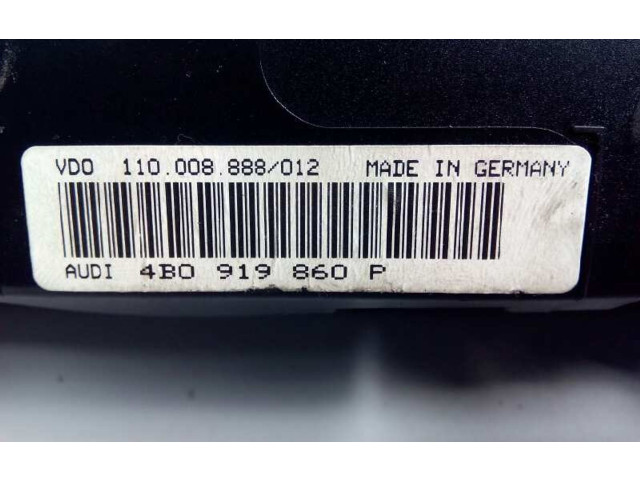 VDO 110.008.888/012 MADE IN GERMANY
AUDI 4B0 919 860 P